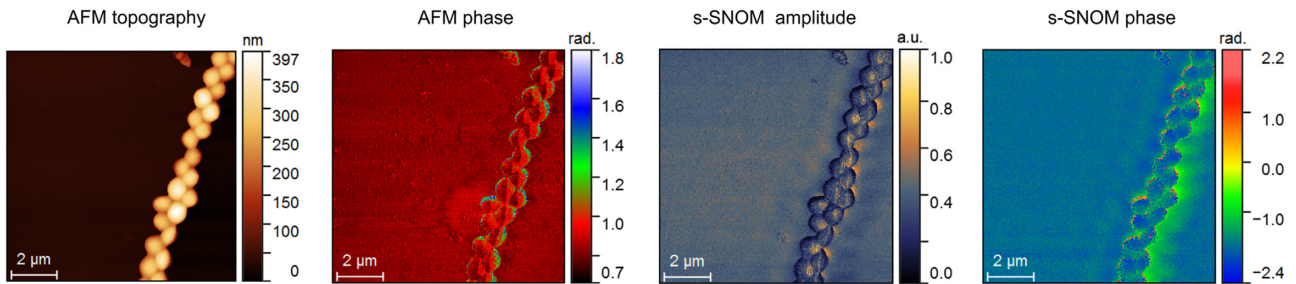 AFM topography
nm
397
350
250
200
150
100
50
0
2 μm
AFM phase
rad.
1.8
1.6
1.4
1.2
1.0
0.7
2 μm
s-SNOM amplitude
a.u.
1.0
0.8
0.6
0.4
0.0
2 μm
s-SNOM phase
rad.
2.2
1.0
0.0
−1.0
−2.4
2 μm